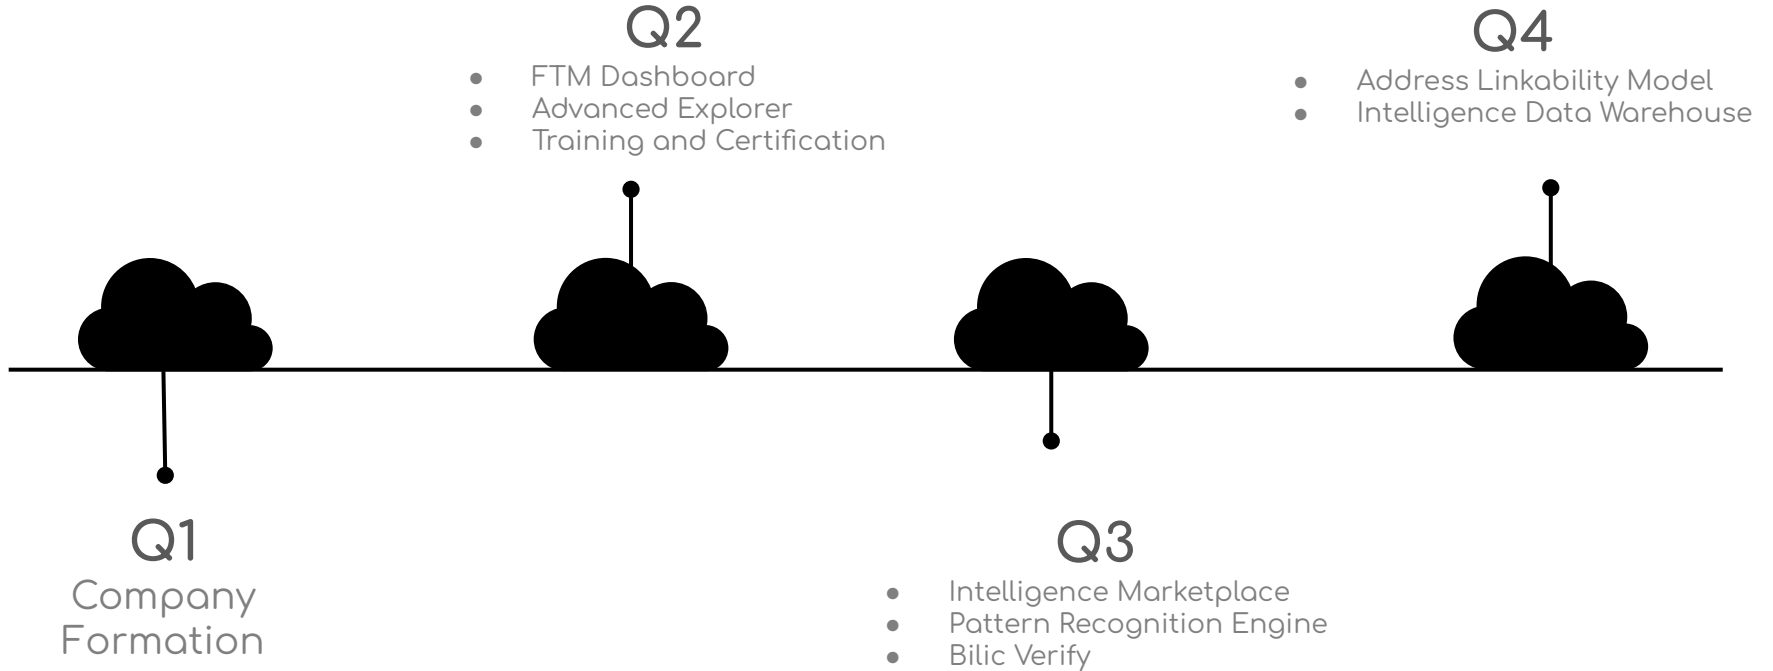 Q1
Company
Formation
Q2
● FTM Dashboard
● Advanced Explorer
● Training and Certification
Q3
● Intelligence Marketplace
● Pattern Recognition Engine
● Bilic Verify
Q4
● Address Linkability Model
● Intelligence Data Warehouse